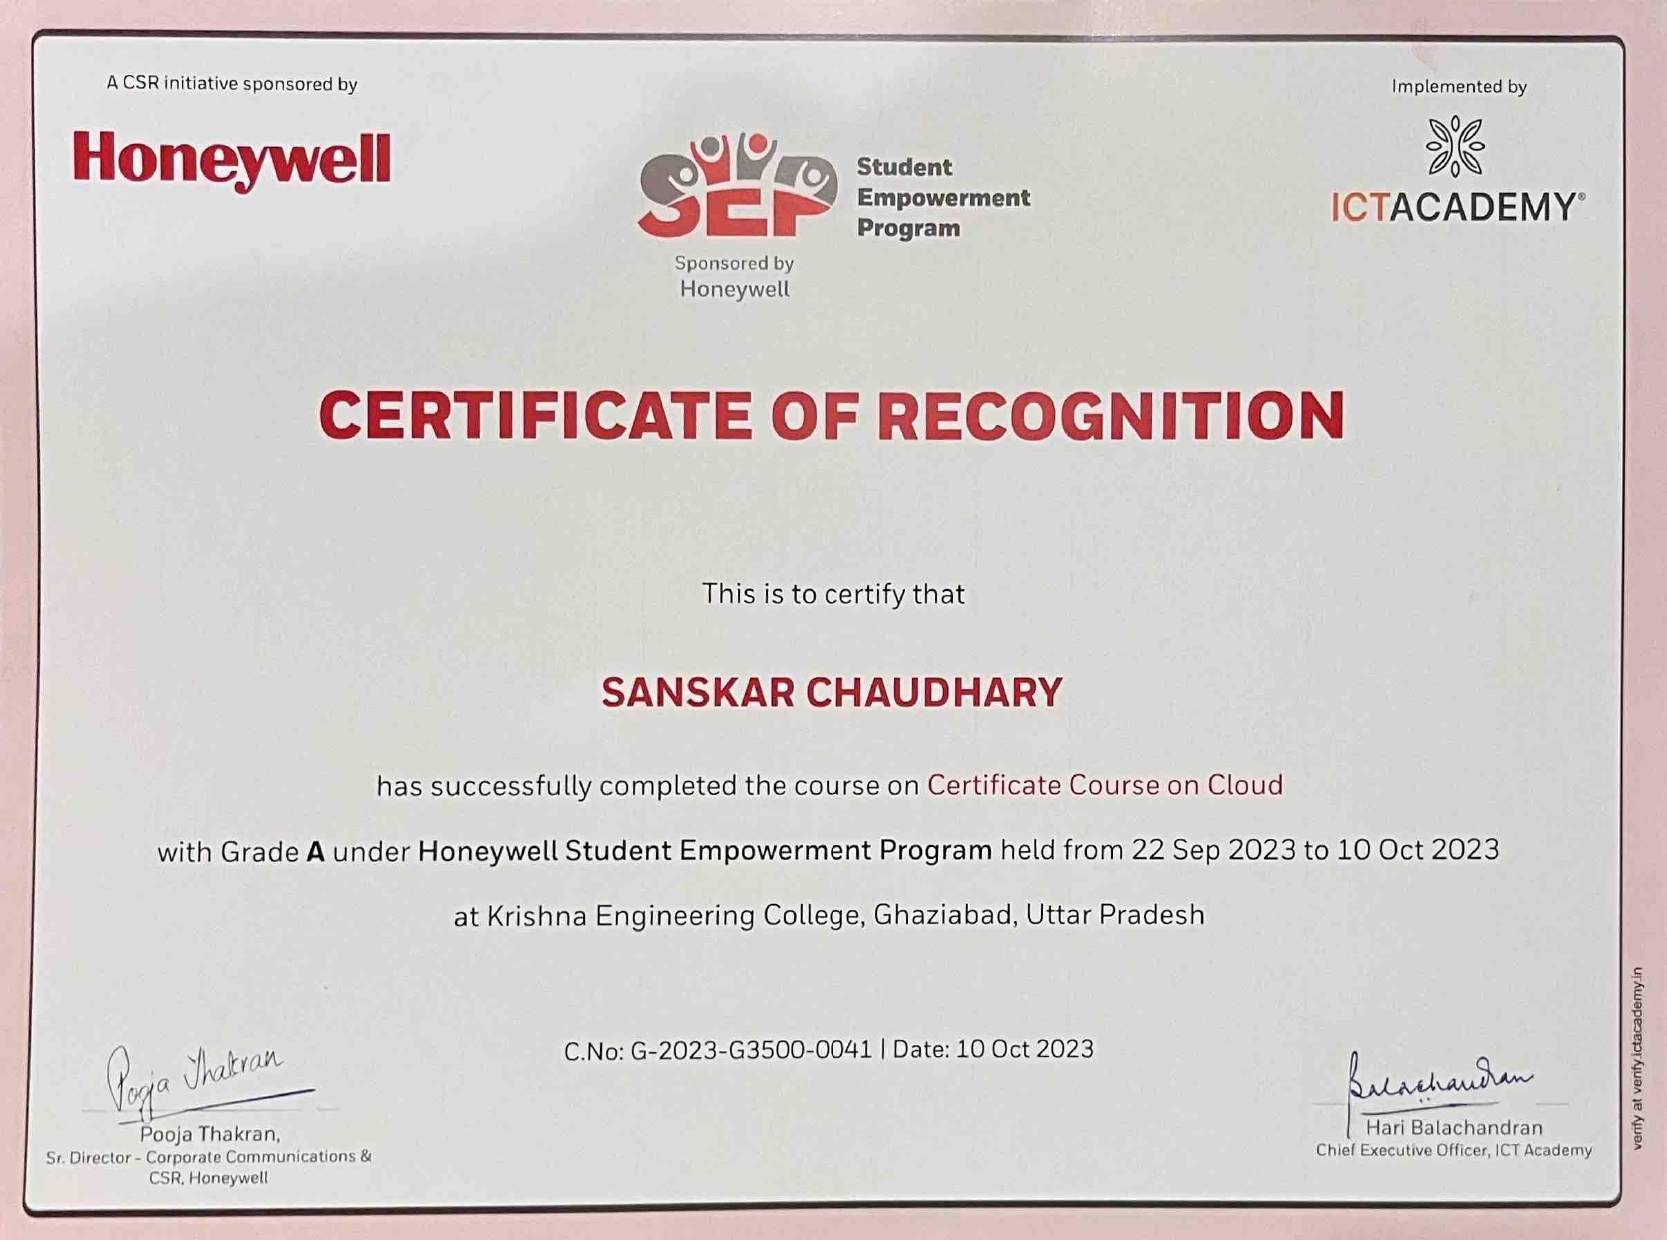 A CSR initiative sponsored by
Honeywell
SEP
Student
Empowerment
Program
Sponsored by
Honeywell
Implemented by
ICTACADEMY®
CERTIFICATE OF RECOGNITION
This is to certify that
SANSKAR CHAUDHARY
has successfully completed the course on Certificate Course on Cloud
with Grade A under Honeywell Student Empowerment Program held from 22 Sep 2023 to 10 Oct 2023
at Krishna Engineering College, Ghaziabad, Uttar Pradesh
C.No: G-2023-G3500-0041 | Date: 10 Oct 2023
Pooja Thakran
Pooja Thakran,
Sr. Director - Corporate Communications &
CSR, Honeywell
Balachandran
Hari Balachandran
Chief Executive Officer, ICT Academy
verify at verify.ictacademy.in